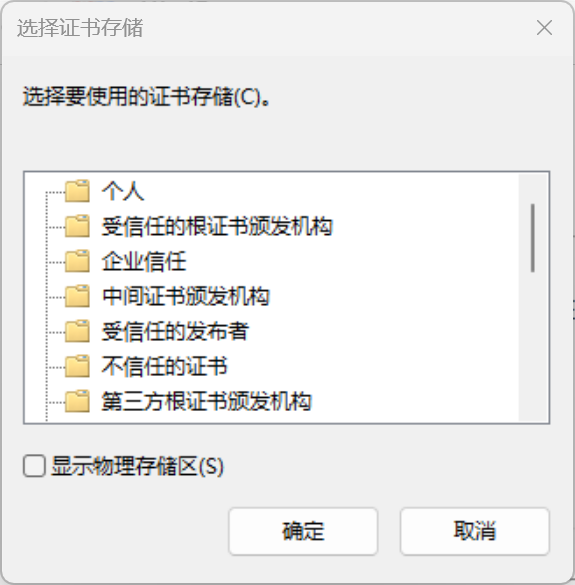 选择证书存储
选择要使用的证书存储(C)。
个人
受信任的根证书颁发机构
企业信任
中间证书颁发机构
受信任的发布者
不信任的证书
第三方根证书颁发机构
显示物理存储区(S)
确定
取消